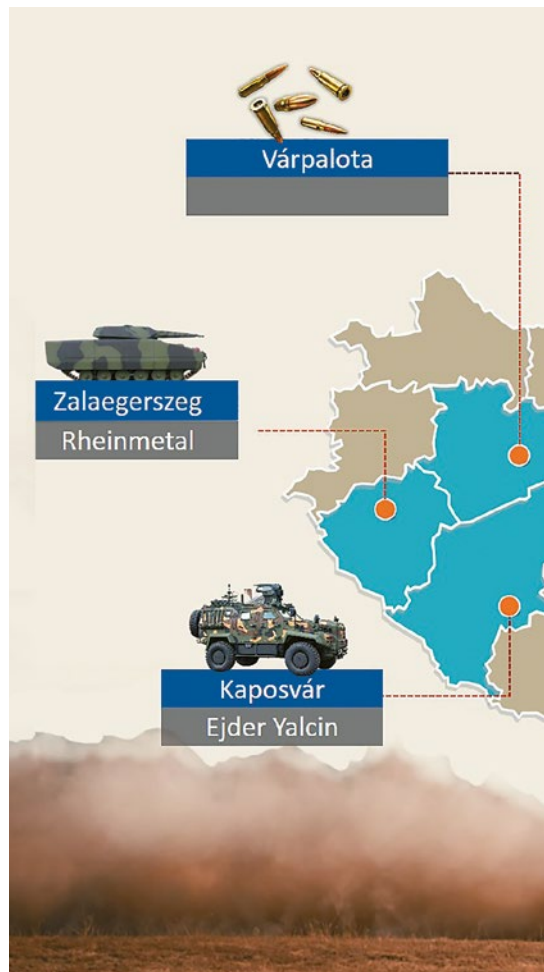 Várpalota
Zalaegerszeg
Rheinmetal
Kaposvár
Ejder Yalcin